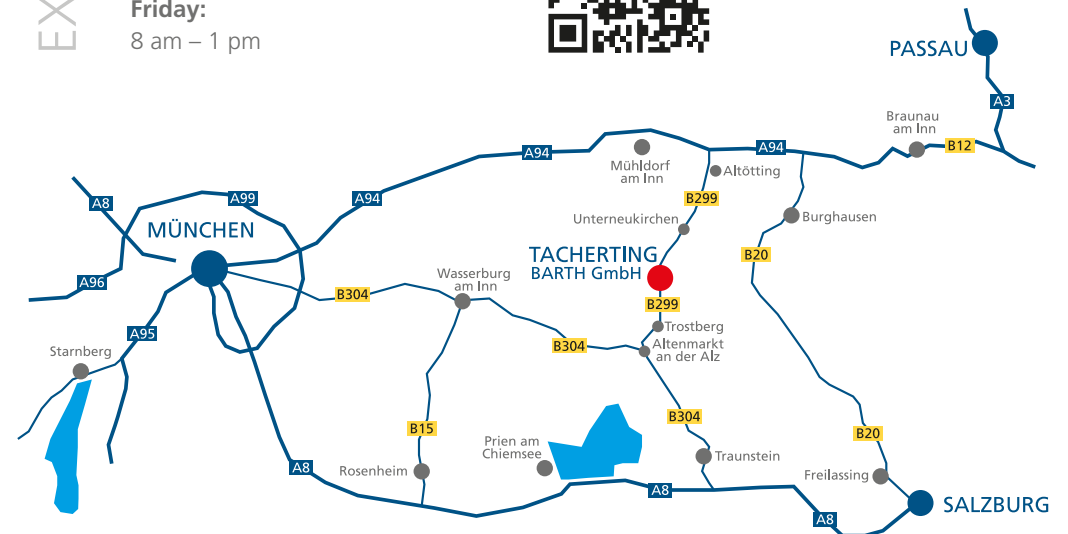 EX
Friday:
8 am – 1 pm
PASSAU
A3
Braunau
am Inn
B12
A94
A94
Mühldorf
am Inn
Altötting
A8
A99
A94
B299
MÜNCHEN
Unterneukirchen
Burghausen
TACHERTING
BARTH GmbH
B20
A96
Wasserburg
am Inn
B304
B299
A95
Trostberg
Starnberg
B304
Altenmarkt
an der Alz
B304
B15
B20
Prien am
Chiemsee
A8
Rosenheim
Traunstein
Freilassing
A8
SALZBURG
A8